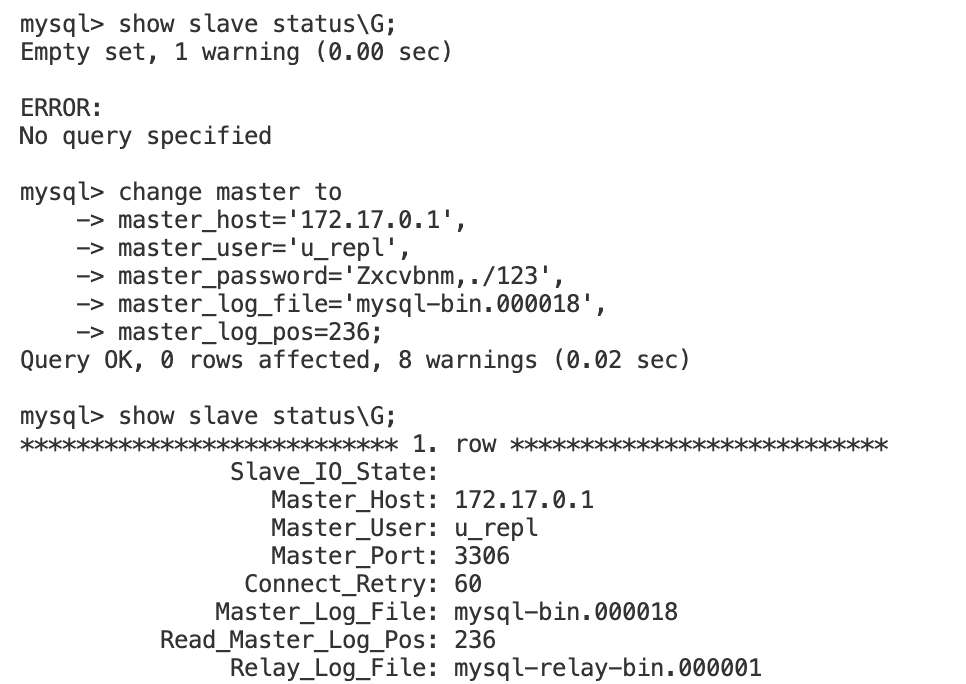 mysql> show slave status\G;
Empty set, 1 warning (0.00 sec)

ERROR:
No query specified

mysql> change master to
    -> master_host='172.17.0.1',
    -> master_user='u_repl',
    -> master_password='Zxcvbnm,./123',
    -> master_log_file='mysql-bin.000018',
    -> master_log_pos=236;
Query OK, 0 rows affected, 8 warnings (0.02 sec)

mysql> show slave status\G;
*************************** 1. row ***************************
               Slave_IO_State:
                  Master_Host: 172.17.0.1
                  Master_User: u_repl
                  Master_Port: 3306
                Connect_Retry: 60
              Master_Log_File: mysql-bin.000018
          Read_Master_Log_Pos: 236
               Relay_Log_File: mysql-relay-bin.000001